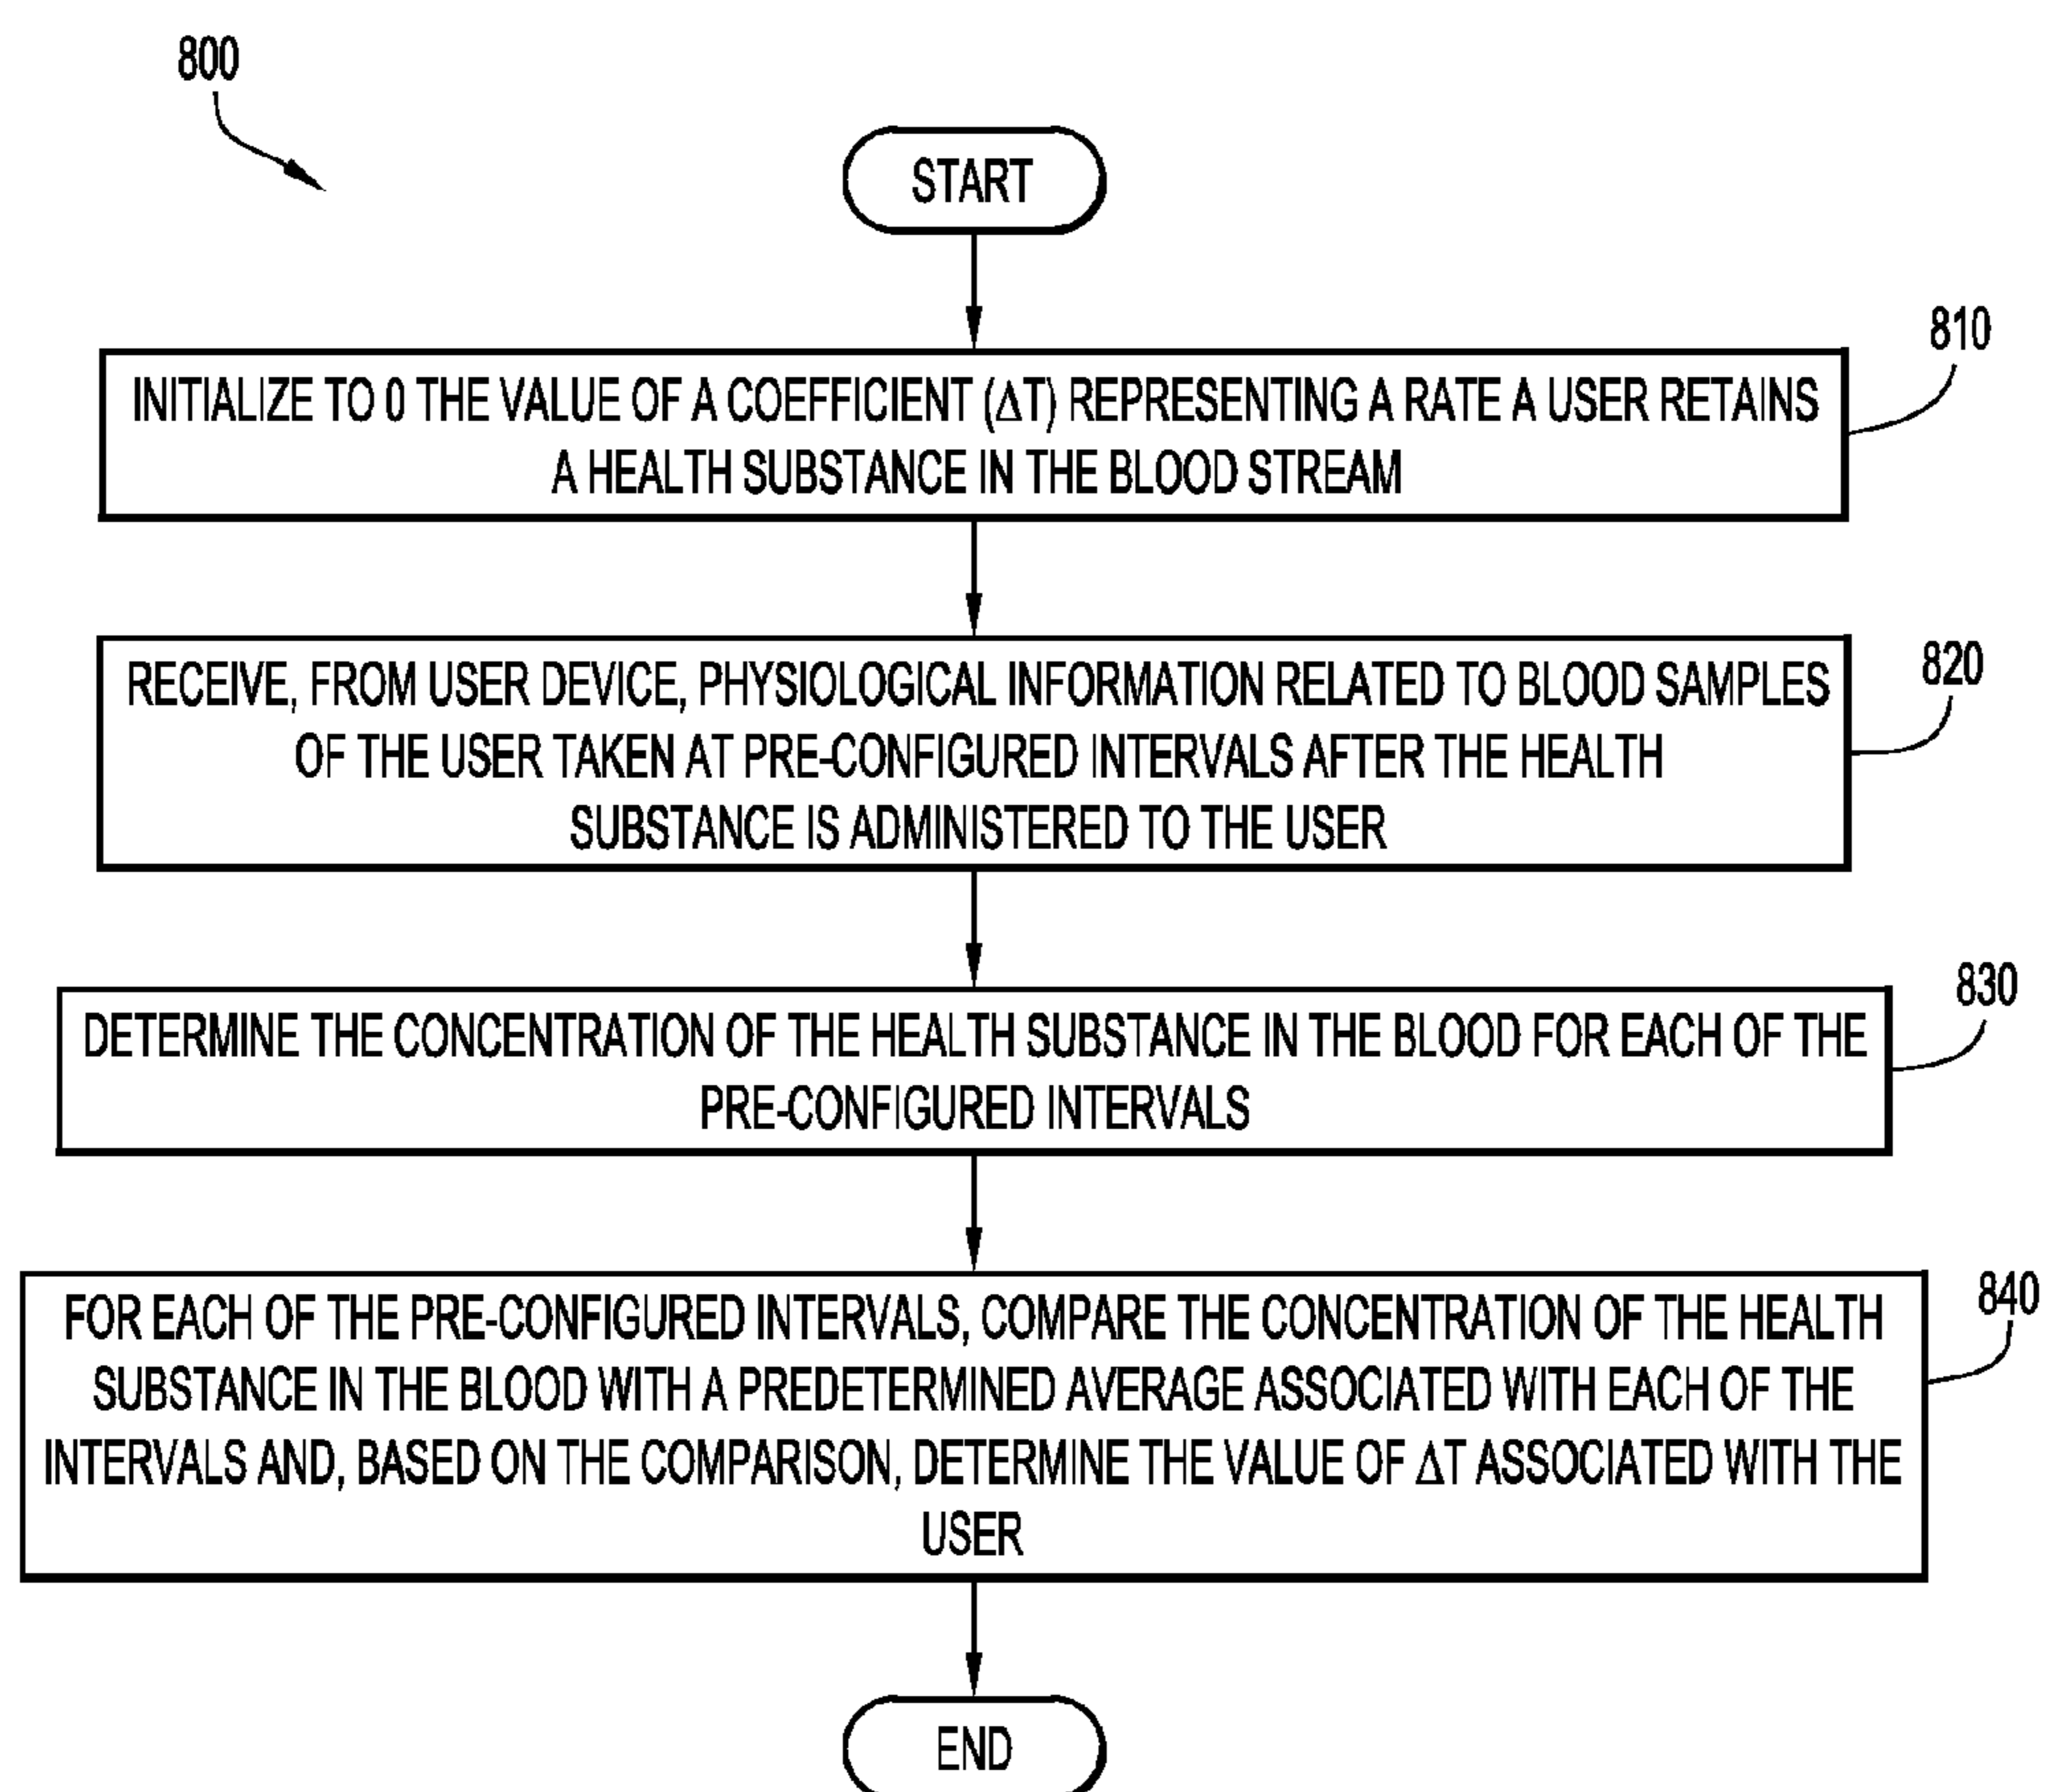 800
START
810
INITIALIZE TO 0 THE VALUE OF A COEFFICIENT (ΔT) REPRESENTING A RATE A USER RETAINS
A HEALTH SUBSTANCE IN THE BLOOD STREAM
820
RECEIVE, FROM USER DEVICE, PHYSIOLOGICAL INFORMATION RELATED TO BLOOD SAMPLES
OF THE USER TAKEN AT PRE-CONFIGURED INTERVALS AFTER THE HEALTH
SUBSTANCE IS ADMINISTERED TO THE USER
830
DETERMINE THE CONCENTRATION OF THE HEALTH SUBSTANCE IN THE BLOOD FOR EACH OF THE
PRE-CONFIGURED INTERVALS
840
FOR EACH OF THE PRE-CONFIGURED INTERVALS, COMPARE THE CONCENTRATION OF THE HEALTH
SUBSTANCE IN THE BLOOD WITH A PREDETERMINED AVERAGE ASSOCIATED WITH EACH OF THE
INTERVALS AND, BASED ON THE COMPARISON, DETERMINE THE VALUE OF ΔT ASSOCIATED WITH THE
USER
END